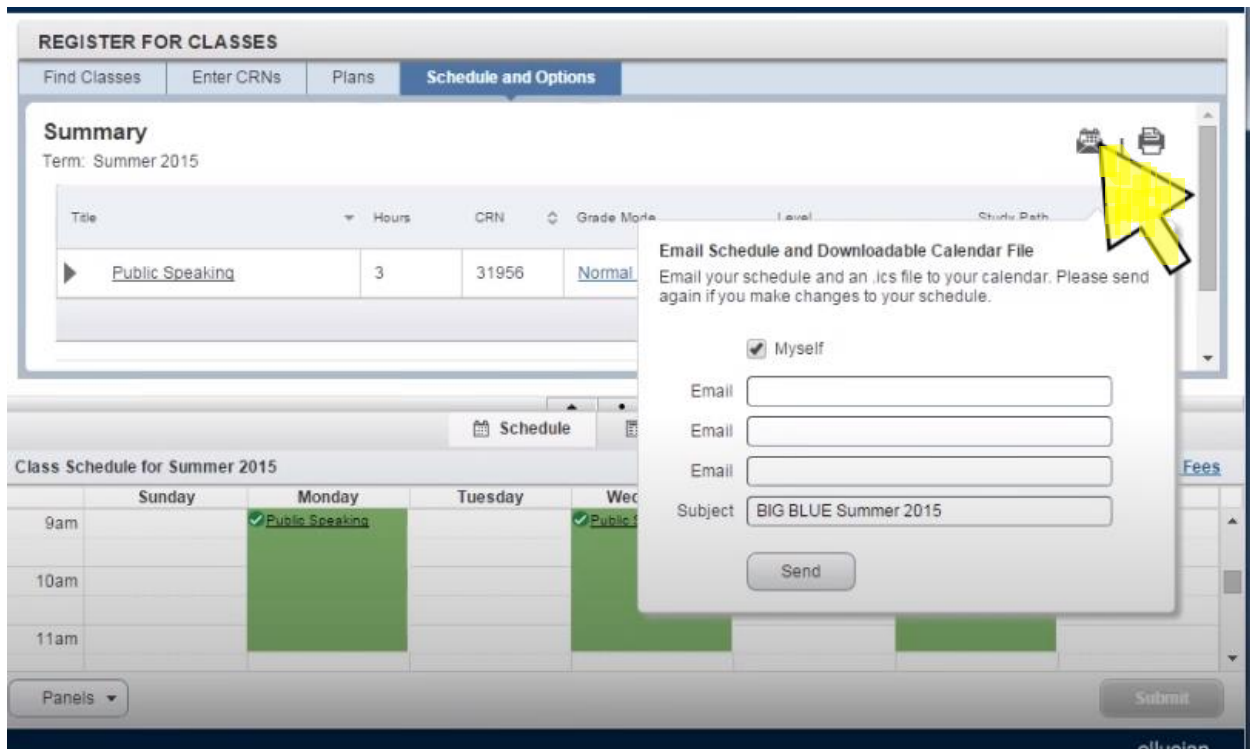 REGISTER FOR CLASSES
Find Classes Enter CRNs Plans Schedule and Options
Summary
Term: Summer 2015
Title Hours CRN Grade Mode Level Study Path
Public Speaking 3 31956 Normal
Email Schedule and Downloadable Calendar File
Email your schedule and an .ics file to your calendar. Please send
again if you make changes to your schedule.
Myself
Email
Email
Email
Subject BIG BLUE Summer 2015
Send
Schedule
Class Schedule for Summer 2015 Fees
Sunday Monday Tuesday Wed
9am Public Speaking Public S
10am
11am
Panels Submit
ellucian